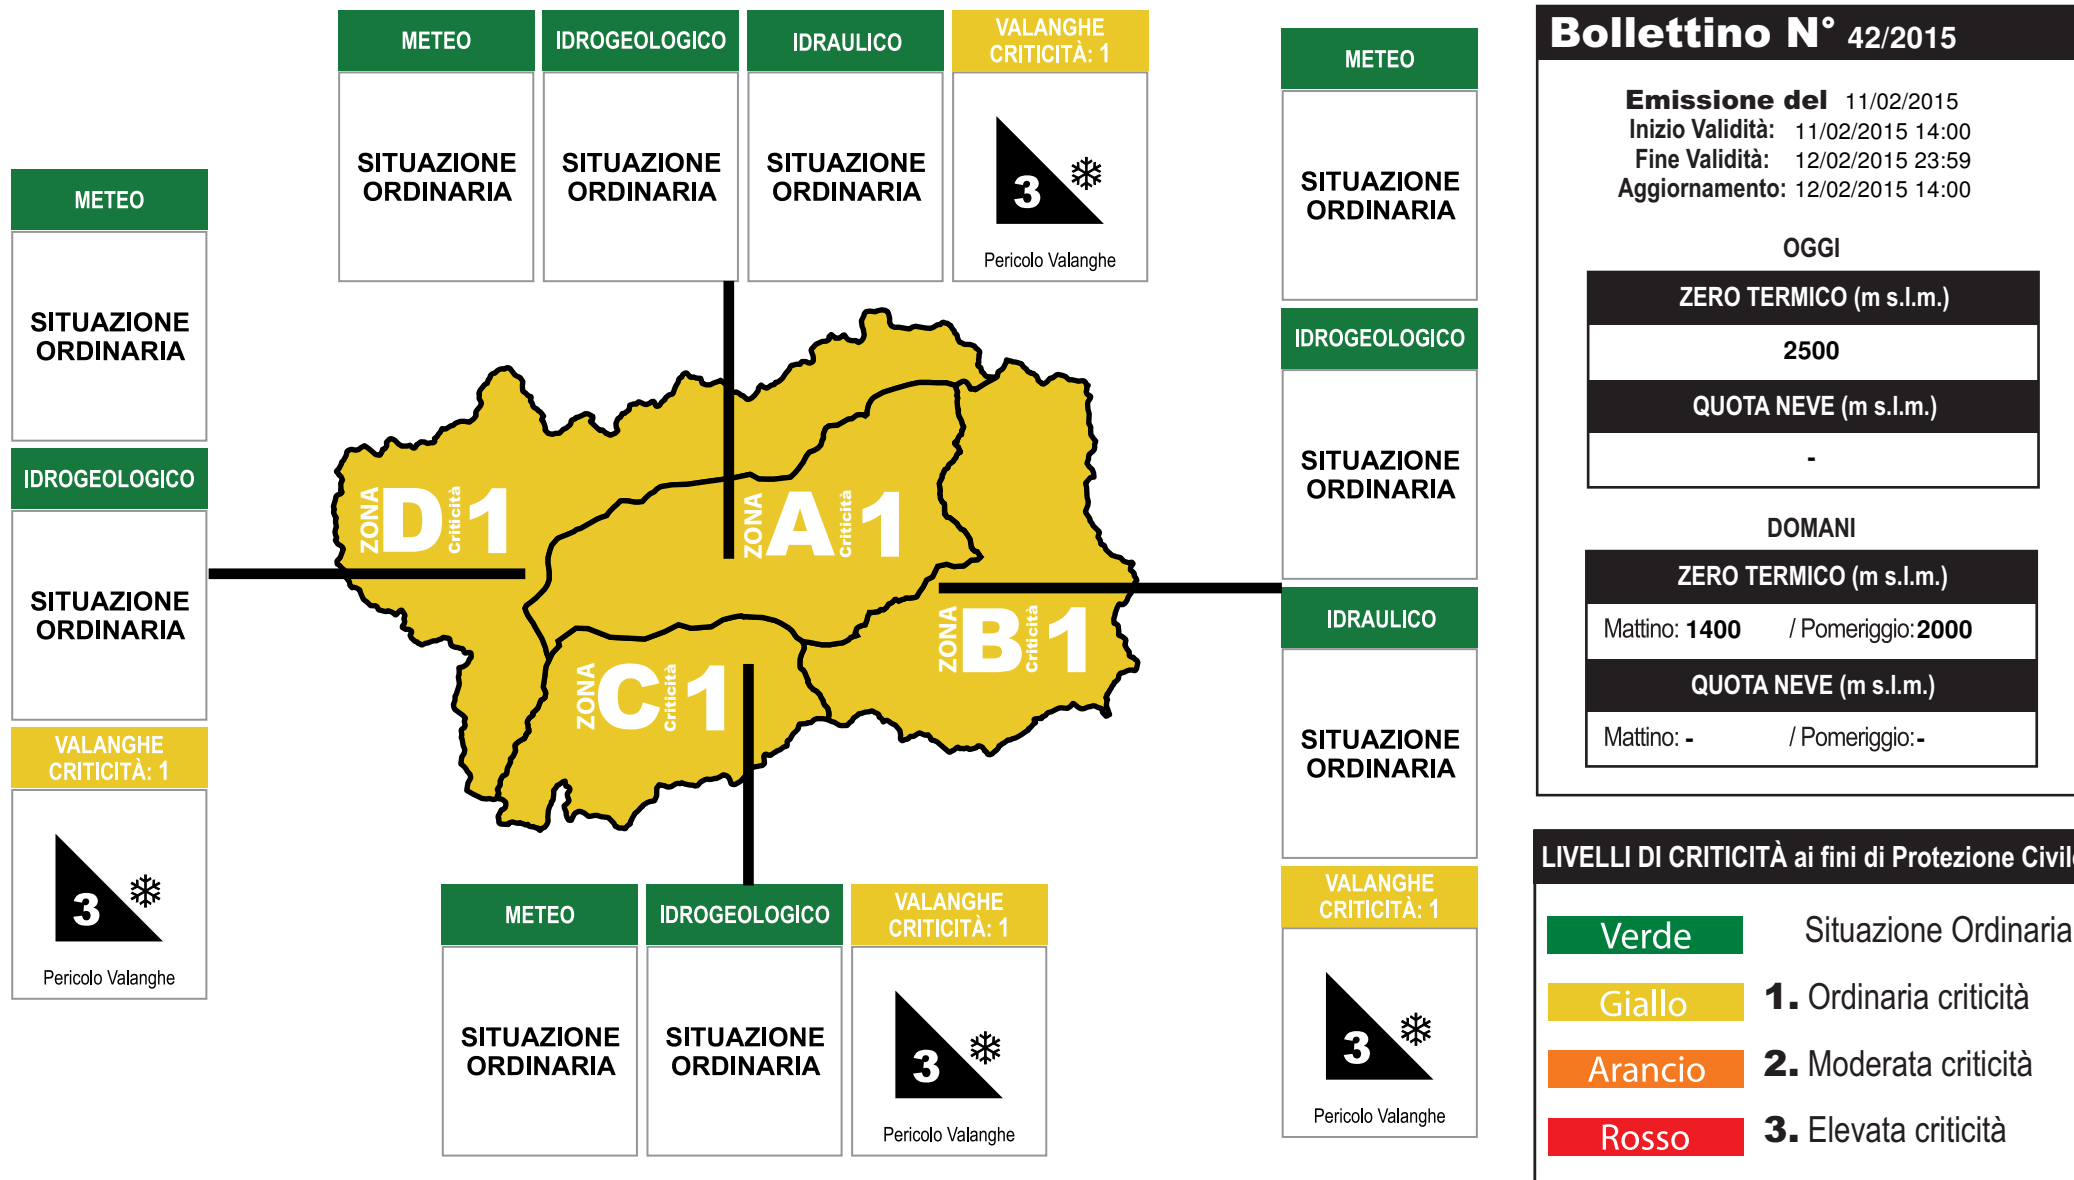 METEO
IDROGEOLOGICO
IDRAULICO
VALANGHE
CRITICITÀ: 1
SITUAZIONE
ORDINARIA
SITUAZIONE
ORDINARIA
SITUAZIONE
ORDINARIA
3
Pericolo Valanghe
METEO
SITUAZIONE
ORDINARIA
IDROGEOLOGICO
SITUAZIONE
ORDINARIA
VALANGHE
CRITICITÀ: 1
3
Pericolo Valanghe
ZONA D Criticità 1
ZONA A Criticità 1
ZONA B Criticità 1
ZONA C Criticità 1
METEO
SITUAZIONE
ORDINARIA
IDROGEOLOGICO
SITUAZIONE
ORDINARIA
IDRAULICO
SITUAZIONE
ORDINARIA
VALANGHE
CRITICITÀ: 1
3
Pericolo Valanghe
METEO
IDROGEOLOGICO
VALANGHE
CRITICITÀ: 1
SITUAZIONE
ORDINARIA
SITUAZIONE
ORDINARIA
3
Pericolo Valanghe
Bollettino N° 42/2015
Emissione del 11/02/2015
Inizio Validità: 11/02/2015 14:00
Fine Validità: 12/02/2015 23:59
Aggiornamento: 12/02/2015 14:00
OGGI
ZERO TERMICO (m s.l.m.)
2500
QUOTA NEVE (m s.l.m.)
-
DOMANI
ZERO TERMICO (m s.l.m.)
Mattino: 1400 / Pomeriggio: 2000
QUOTA NEVE (m s.l.m.)
Mattino: - / Pomeriggio: -
LIVELLI DI CRITICITÀ ai fini di Protezione Civile
Verde Situazione Ordinaria
Giallo 1. Ordinaria criticità
Arancio 2. Moderata criticità
Rosso 3. Elevata criticità